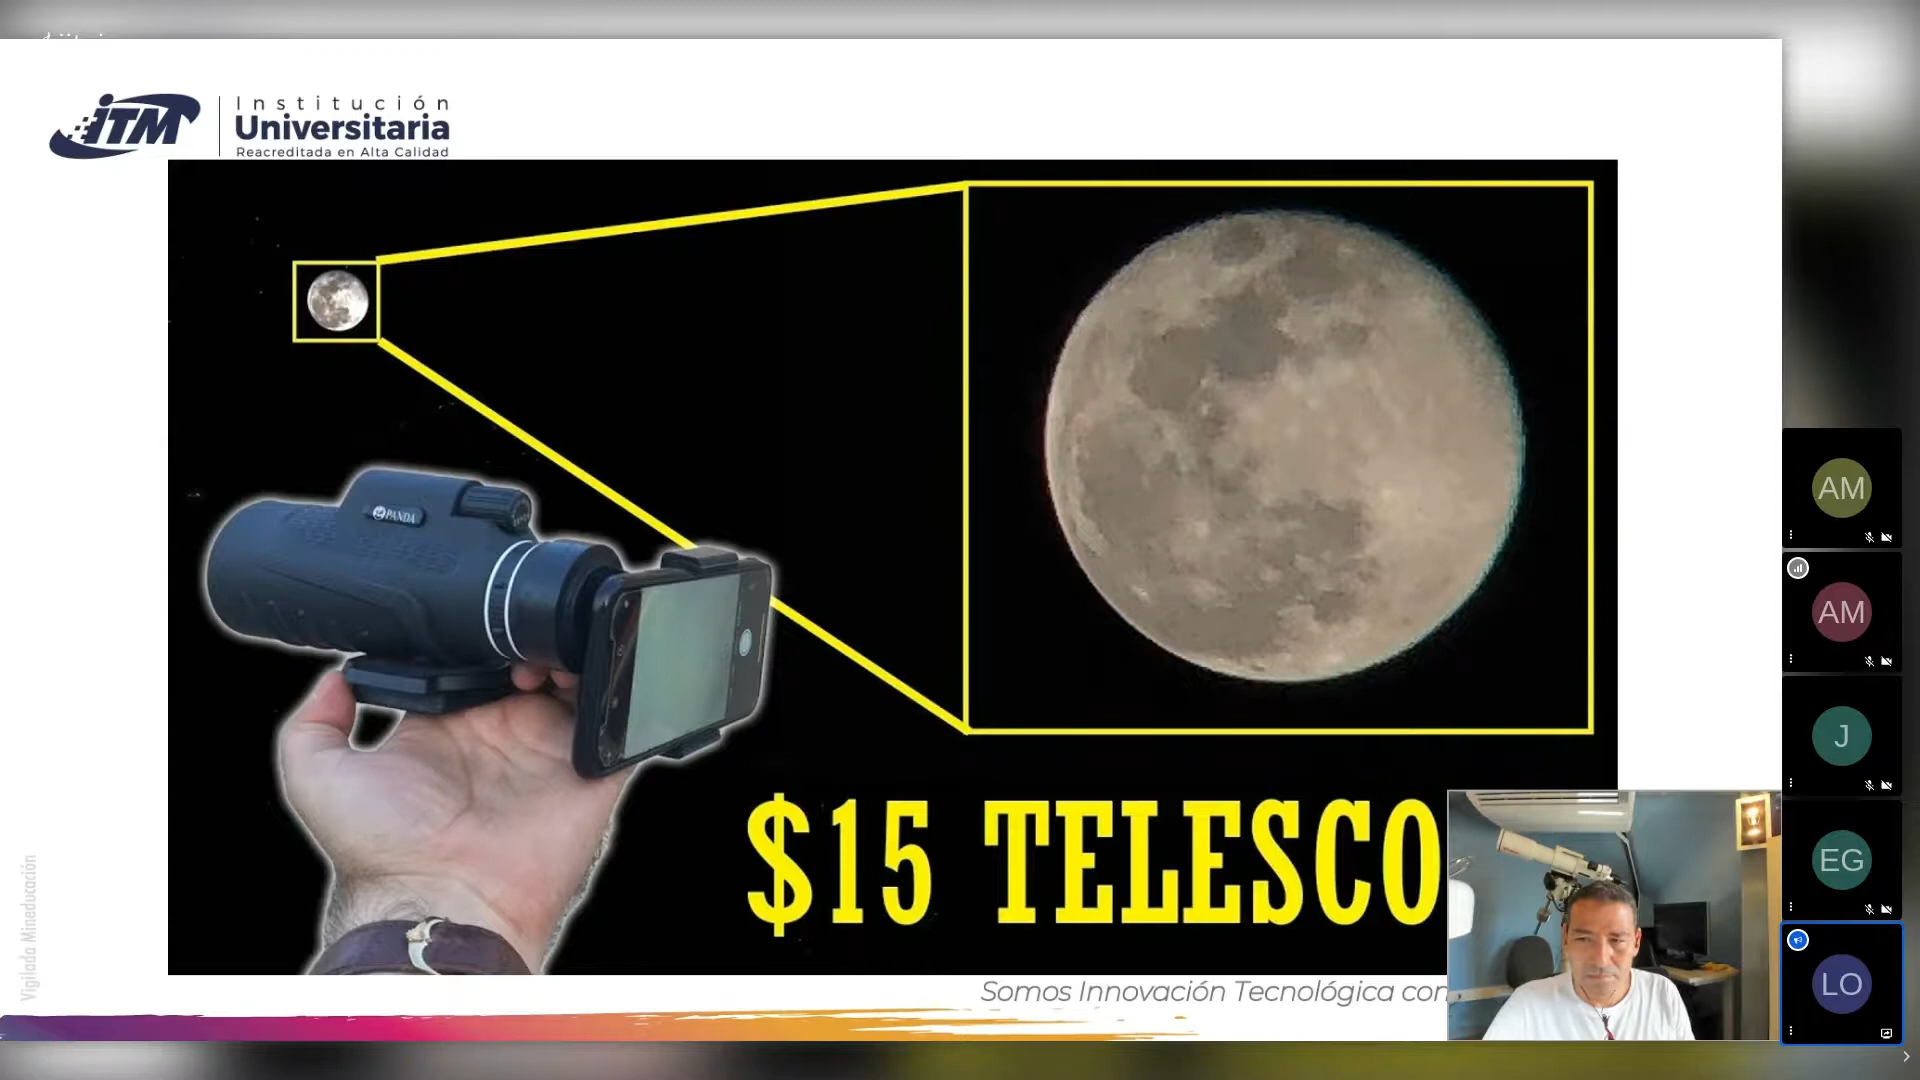 iTM
Institución
Universitaria
Reacreditada en Alta Calidad
PANDA
$15 TELESCO
Somos Innovación Tecnológica con
Vigilada Mineducación
AM
AM
J
EG
LO